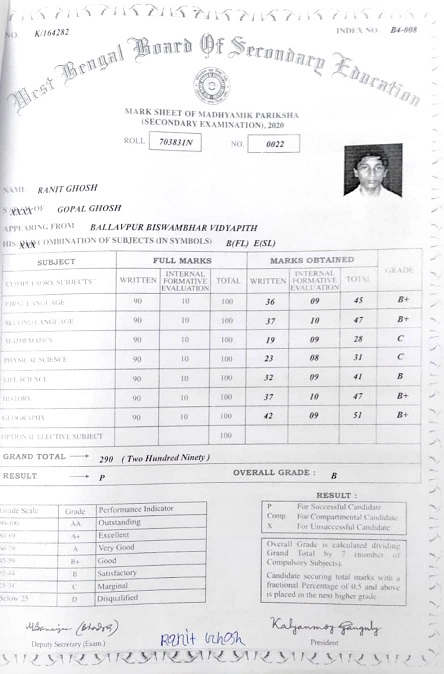 NO. K/164282 INDEX NO B4-008
West Bengal Board Of Secondary Education
MARK SHEET OF MADHYAMIK PARIKSHA
(SECONDARY EXAMINATION), 2020
ROLL 703831N NO. 0022
NAME RANIT GHOSH
OF GOPAL GHOSH
APPEARING FROM BALLAVPUR BISWAMBHAR VIDYAPITH
HIS COMBINATION OF SUBJECTS (IN SYMBOLS) B(FL) E(SL)
SUBJECT FULL MARKS MARKS OBTAINED GRADE
COMPULSORY SUBJECTS WRITTEN INTERNAL FORMATIVE EVALUATION TOTAL WRITTEN INTERNAL FORMATIVE EVALUATION TOTAL
FIRST LANGUAGE 90 10 100 36 09 45 B+
SECOND LANGUAGE 90 10 100 37 10 47 B+
MATHEMATICS 90 10 100 19 09 28 C
PHYSICAL SCIENCE 90 10 100 23 08 31 C
LIFE SCIENCE 90 10 100 32 09 41 B
HISTORY 90 10 100 37 10 47 B+
GEOGRAPHY 90 10 100 42 09 51 B+
OPTIONAL ELECTIVE SUBJECT 100
GRAND TOTAL → 290 ( Two Hundred Ninety )
RESULT → P OVERALL GRADE : B
Grade Scale Grade Performance Indicator
90-100 AA Outstanding
80-89 A+ Excellent
60-79 A Very Good
45-59 B+ Good
35-44 B Satisfactory
25-34 C Marginal
Below 25 D Disqualified
RESULT :
P For Successful Candidate
Comp. For Compartmental Candidate
X For Unsuccessful Candidate
Overall Grade is calculated dividing
Grand Total by 7 (number of
Compulsory Subjects).
Candidate securing total marks with a
fractional Percentage of 0.5 and above
is placed in the next higher grade
Ranit Ghosh
Kalyanmoy Ganguly
Deputy Secretary (Exam.) President